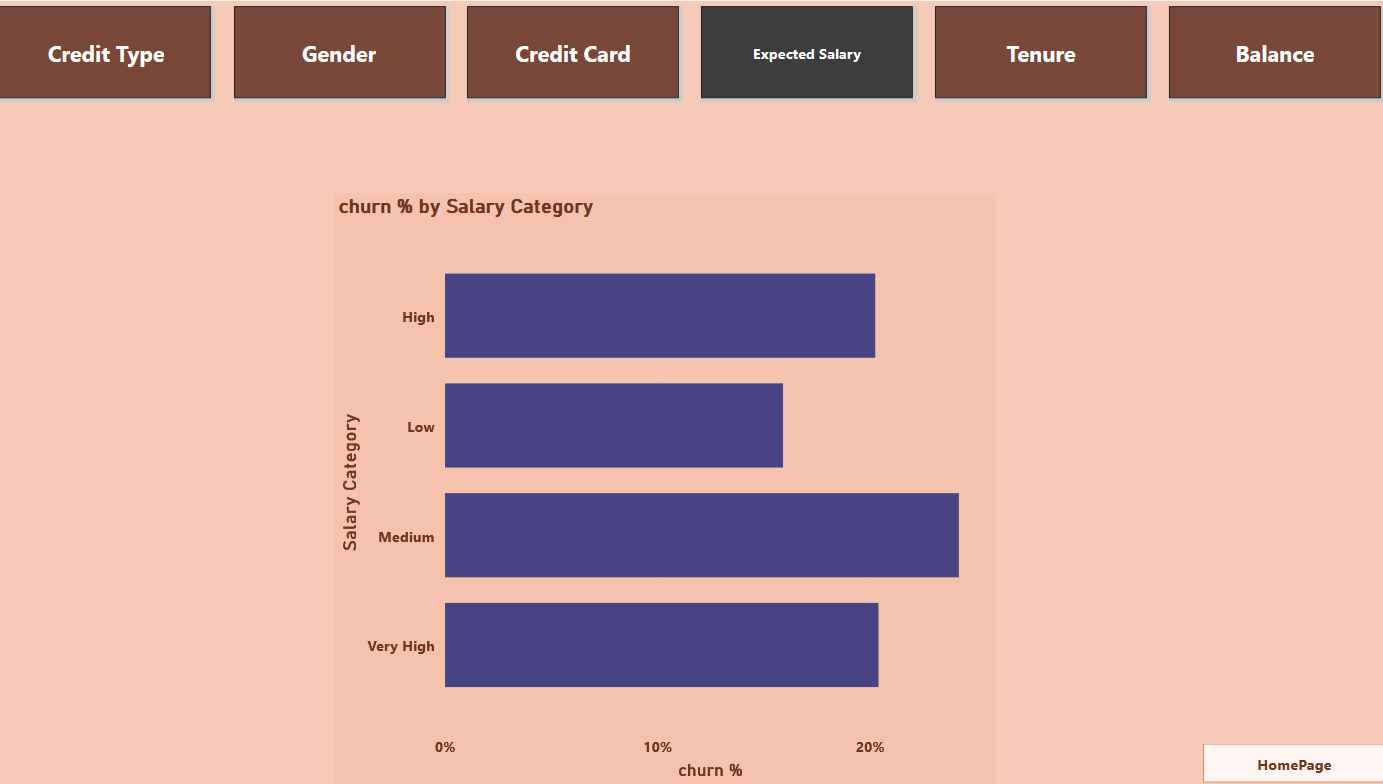 Credit Type
Gender
Credit Card
Expected Salary
Tenure
Balance
churn % by Salary Category
Salary Category
High
Low
Medium
Very High
0%
10%
20%
churn %
HomePage